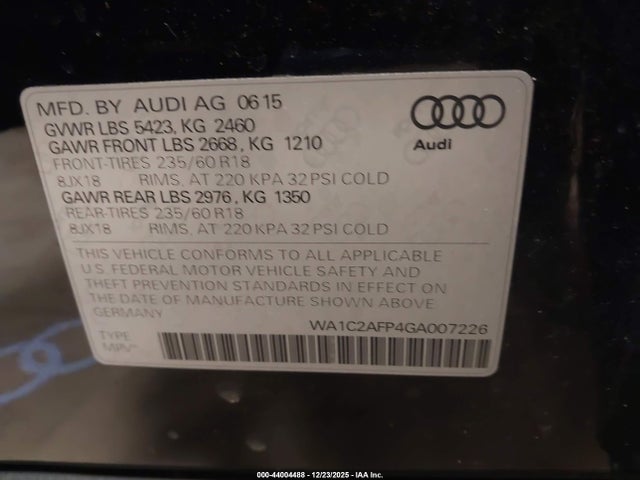 MFD. BY AUDI AG 06 15
GVWR LBS 5423, KG 2460
GAWR FRONT LBS 2668, KG 1210
FRONT-TIRES 235/60 R18
8JX18 RIMS, AT 220 KPA 32 PSI COLD
GAWR REAR LBS 2976, KG 1350
REAR-TIRES 235/60 R18
8JX18 RIMS, AT 220 KPA 32 PSI COLD
Audi
THIS VEHICLE CONFORMS TO ALL APPLICABLE
U.S. FEDERAL MOTOR VEHICLE SAFETY AND
THEFT PREVENTION STANDARDS IN EFFECT ON
THE DATE OF MANUFACTURE SHOWN ABOVE
GERMANY
WA1C2AFP4GA007226
TYPE
MPV
000-44004488 - 12/23/2025 - IAA Inc.